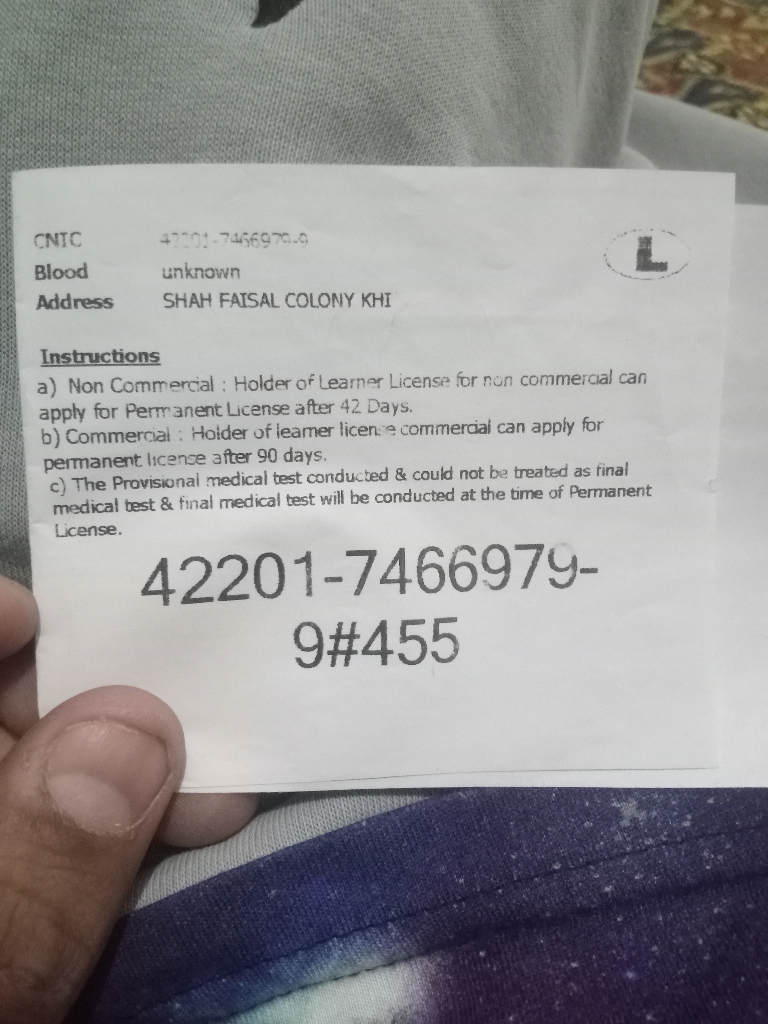 CNIC 42201-7466979-9
L
Blood unknown
Address SHAH FAISAL COLONY KHI
Instructions
a) Non Commercial : Holder of Learner License for non commercial can
apply for Permanent License after 42 Days.
b) Commercial : Holder of learner license commercial can apply for
permanent license after 90 days.
c) The Provisional medical test conducted & could not be treated as final
medical test & final medical test will be conducted at the time of Permanent
License.
42201-7466979-
9#455